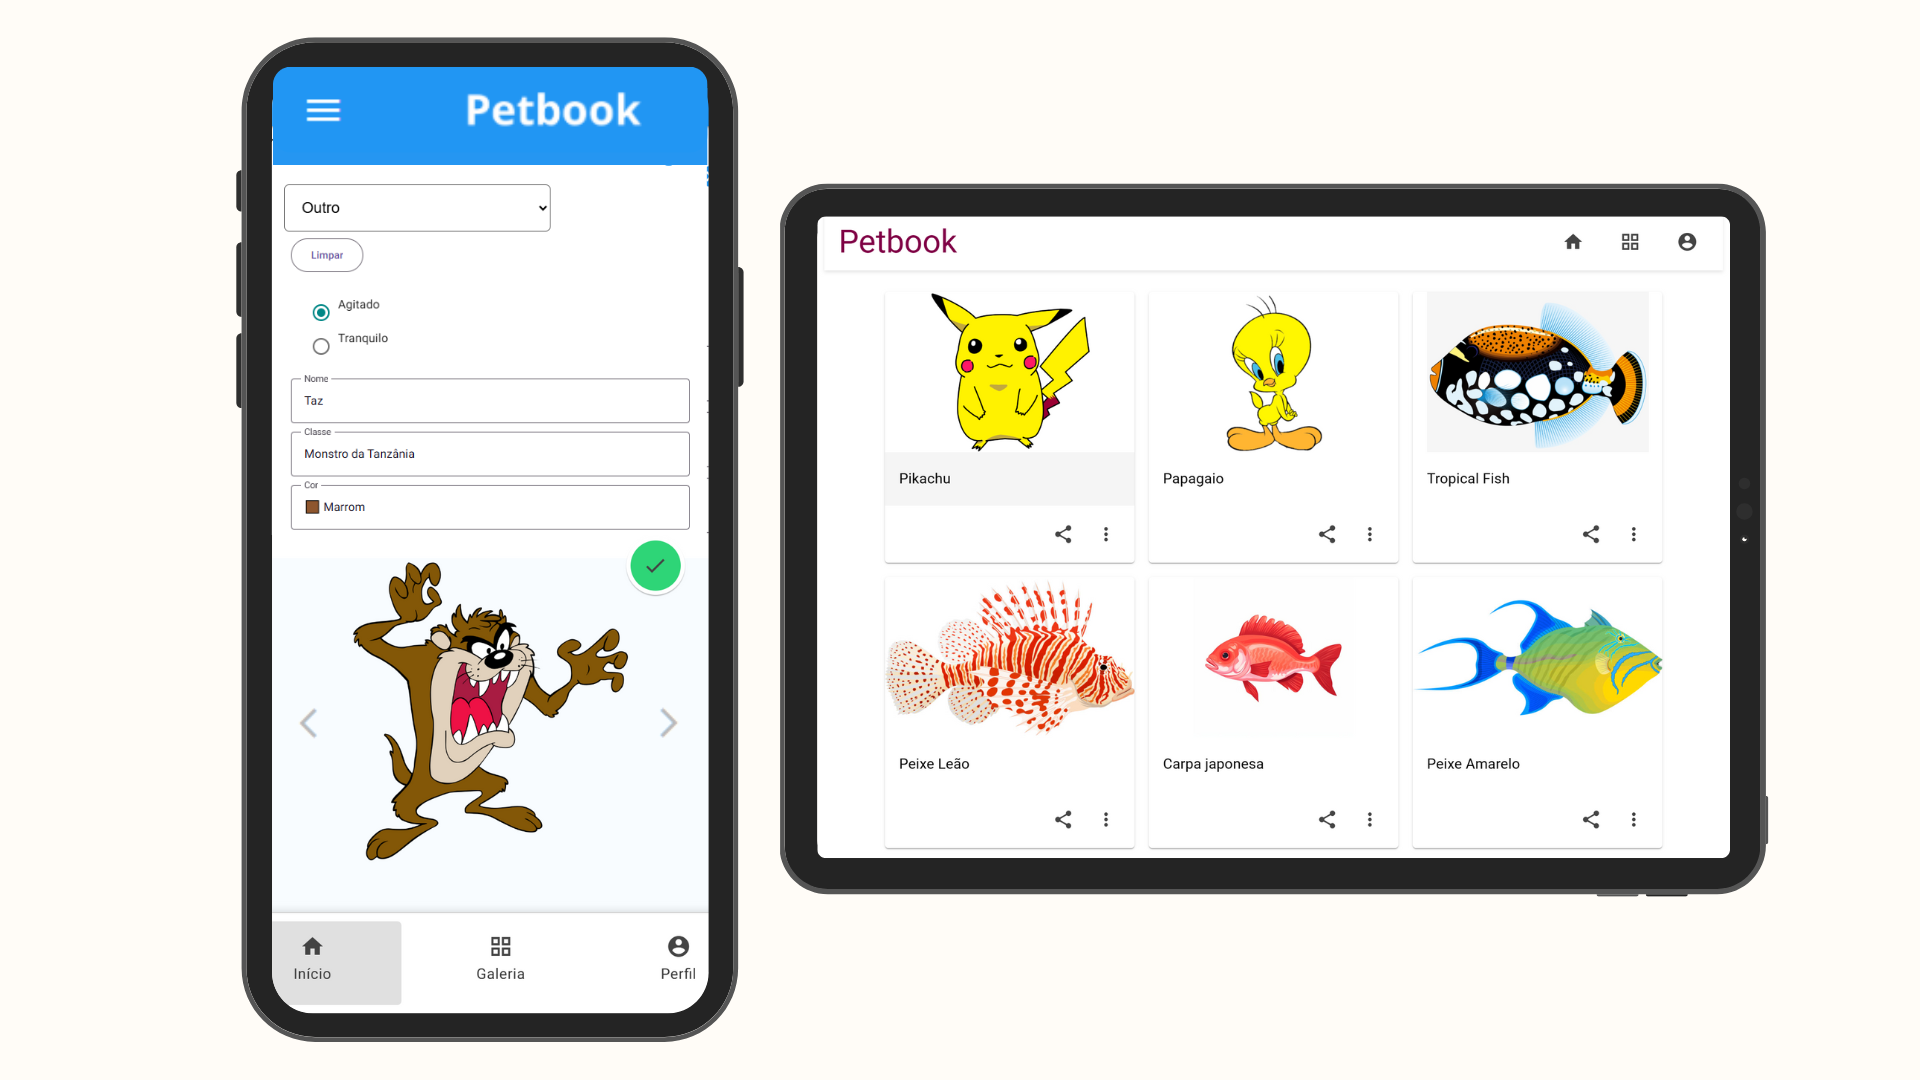 Petbook
Outro
Limpar
Agitado
Tranquilo
Nome
Taz
Classe
Monstro da Tanzânia
Cor
Marrom
Início
Galeria
Perfil
Petbook
Pikachu
Papagaio
Tropical Fish
Peixe Leão
Carpa japonesa
Peixe Amarelo